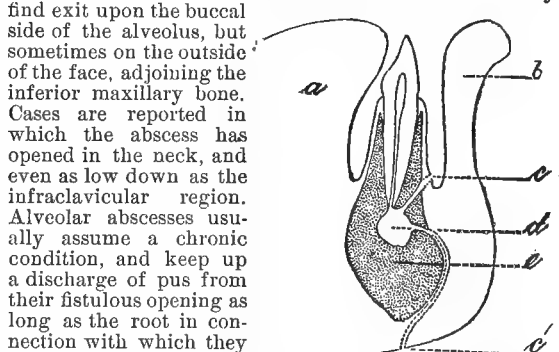 find exit upon the buccal
side of the alveolus, but
sometimes on the outside
of the face, adjoining the
inferior maxillary bone.
Cases are reported in
which the abscess has
opened in the neck, and
even as low down as the
infraclavicular region.
Alveolar abscesses usu-
ally assume a chronic
condition, and keep up
a discharge of pus from
their fistulous opening as
long as the root in con-
nection with which they
a
b
c
d
e
c'